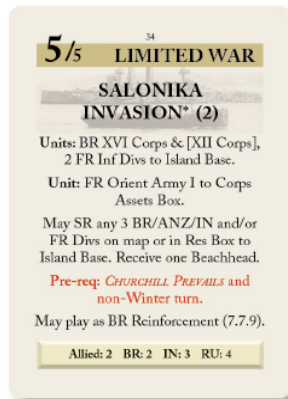 34
5/5 LIMITED WAR
SALONIKA
INVASION* (2)
Units: BR XVI Corps & [XII Corps],
2 FR Inf Divs to Island Base.
Unit: FR Orient Army I to Corps
Assets Box.
May SR any 3 BR/ANZ/IN and/or
FR Divs on map or in Res Box to
Island Base. Receive one Beachhead.
Pre-req: CHURCHILL PREVAILS and
non-Winter turn.
May play as BR Reinforcement (7.7.9).
Allied: 2 BR: 2 IN: 3 RU: 4